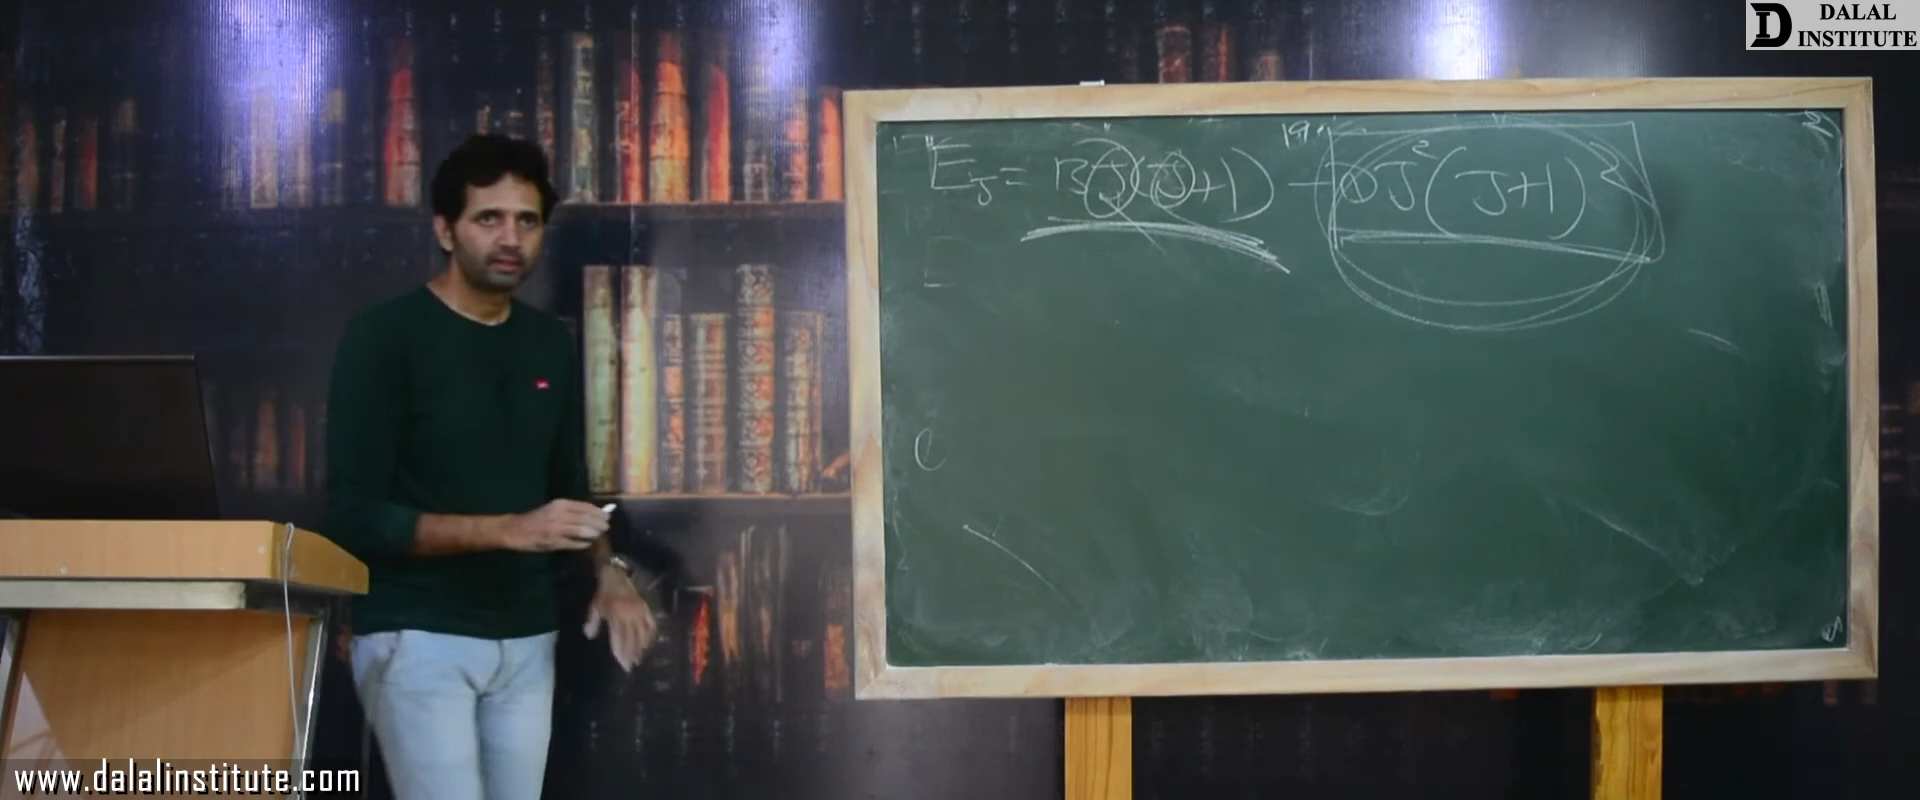 DALAL
INSTITUTE
E_J = BJ(J+1) - DJ²(J+1)²
www.dalalinstitute.com